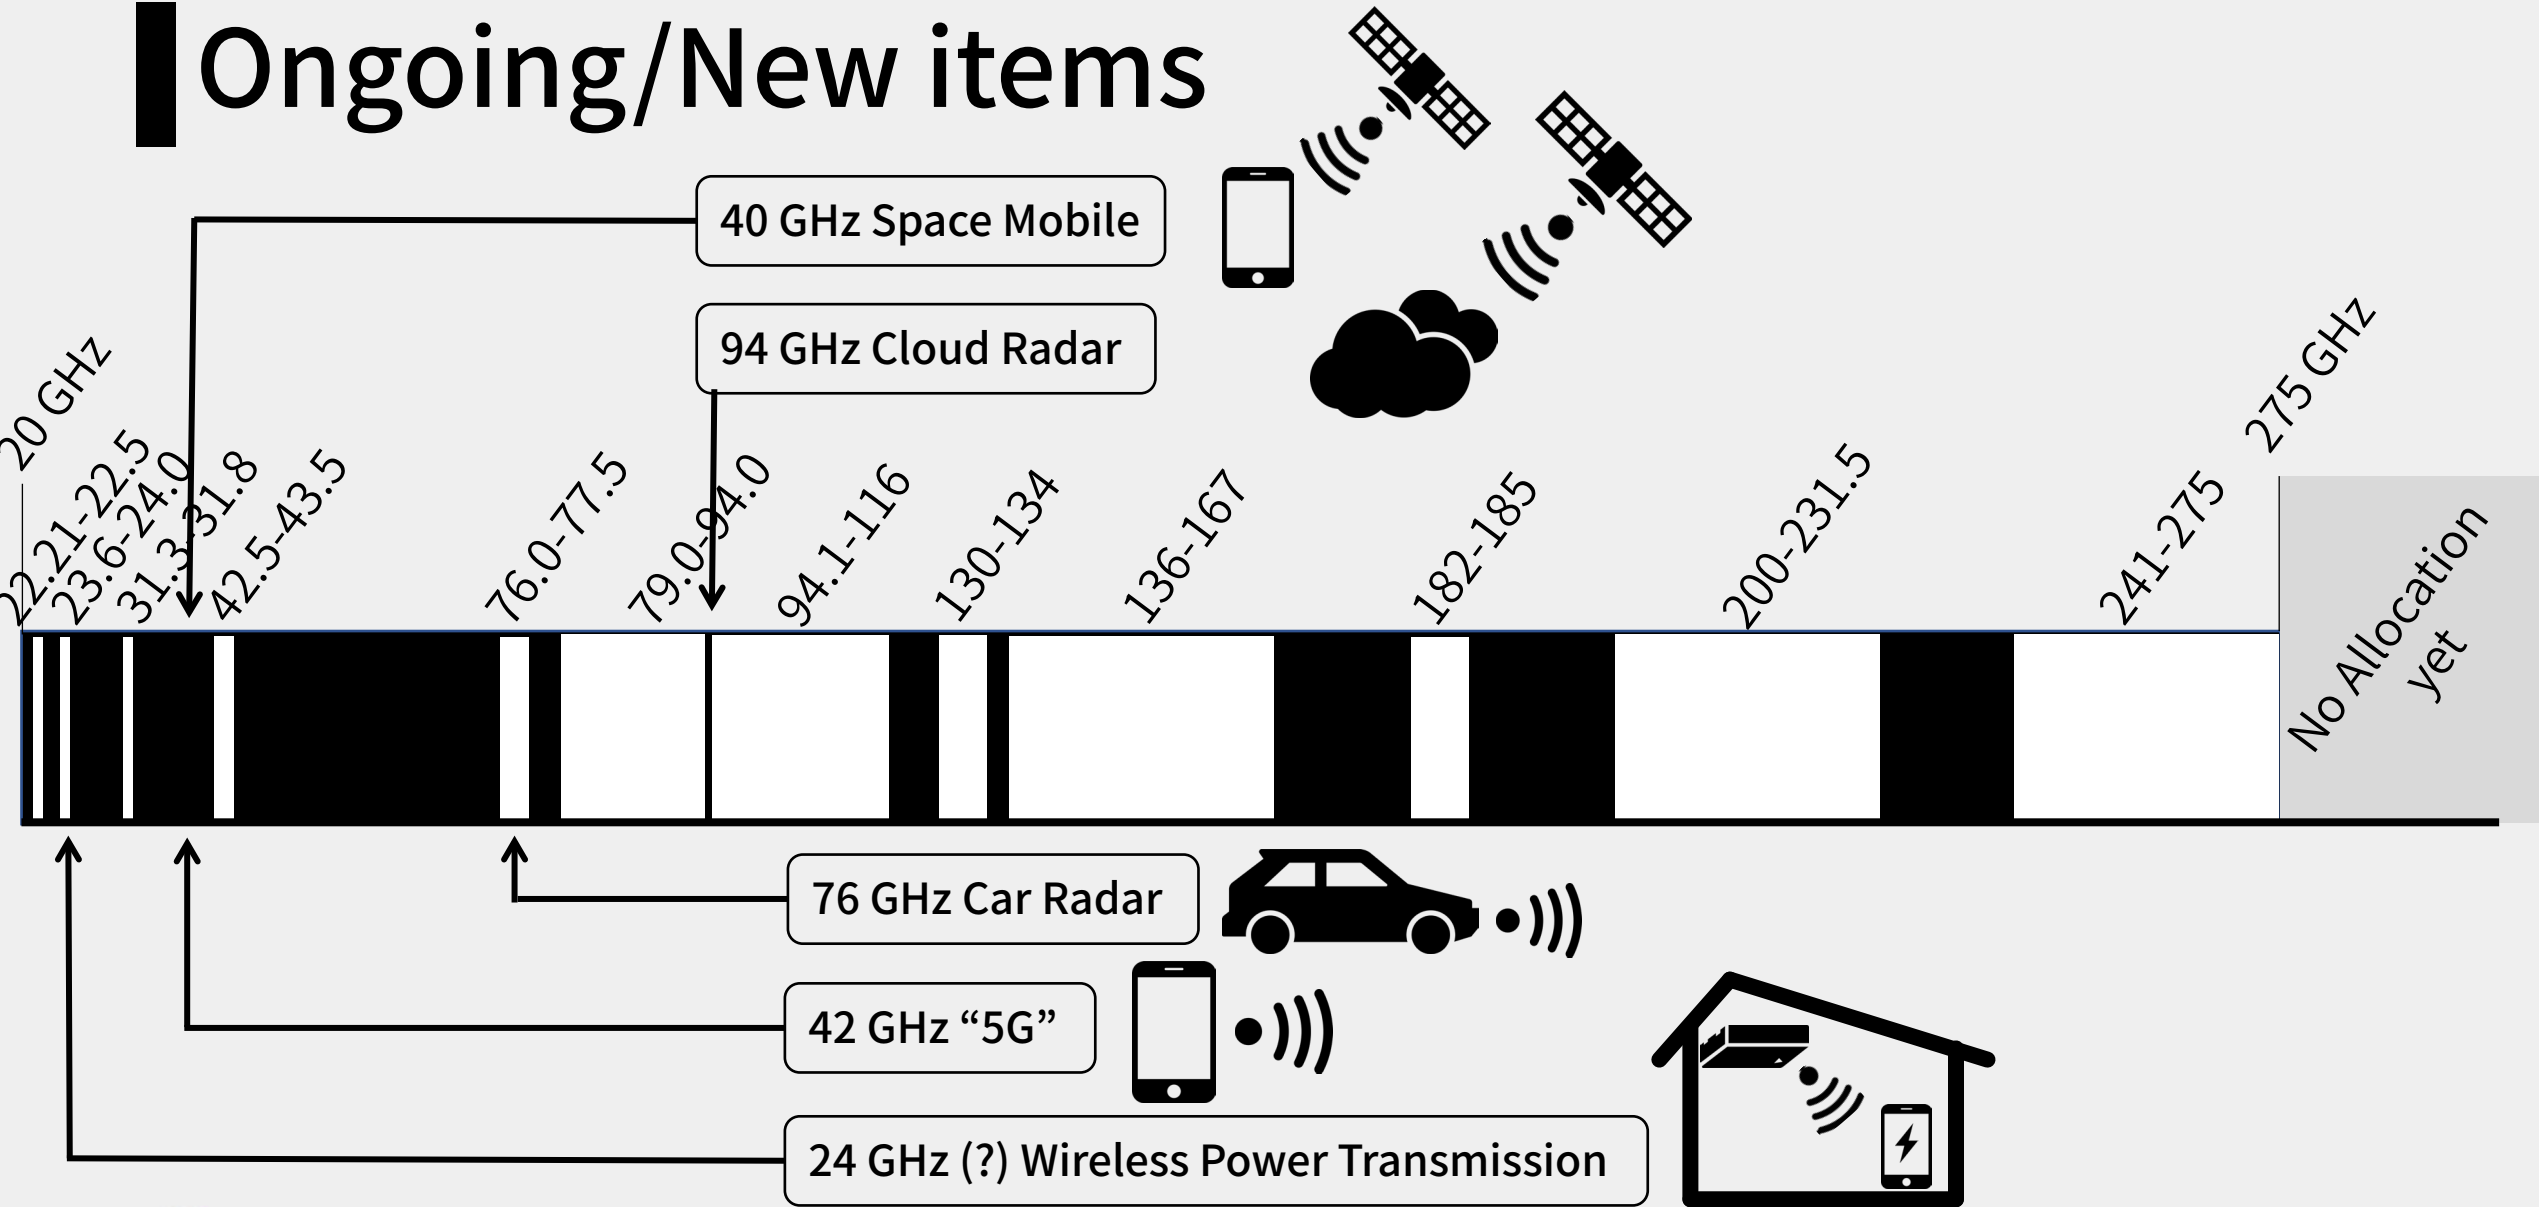 Ongoing/New items
40 GHz Space Mobile
94 GHz Cloud Radar
20 GHz
22.21-22.5
23.6-24.0
31.3-31.8
42.5-43.5
76.0-77.5
79.0-94.0
94.1-116
130-134
136-167
182-185
200-231.5
241-275
275 GHz
No Allocation
yet
76 GHz Car Radar
42 GHz “5G”
24 GHz (?) Wireless Power Transmission